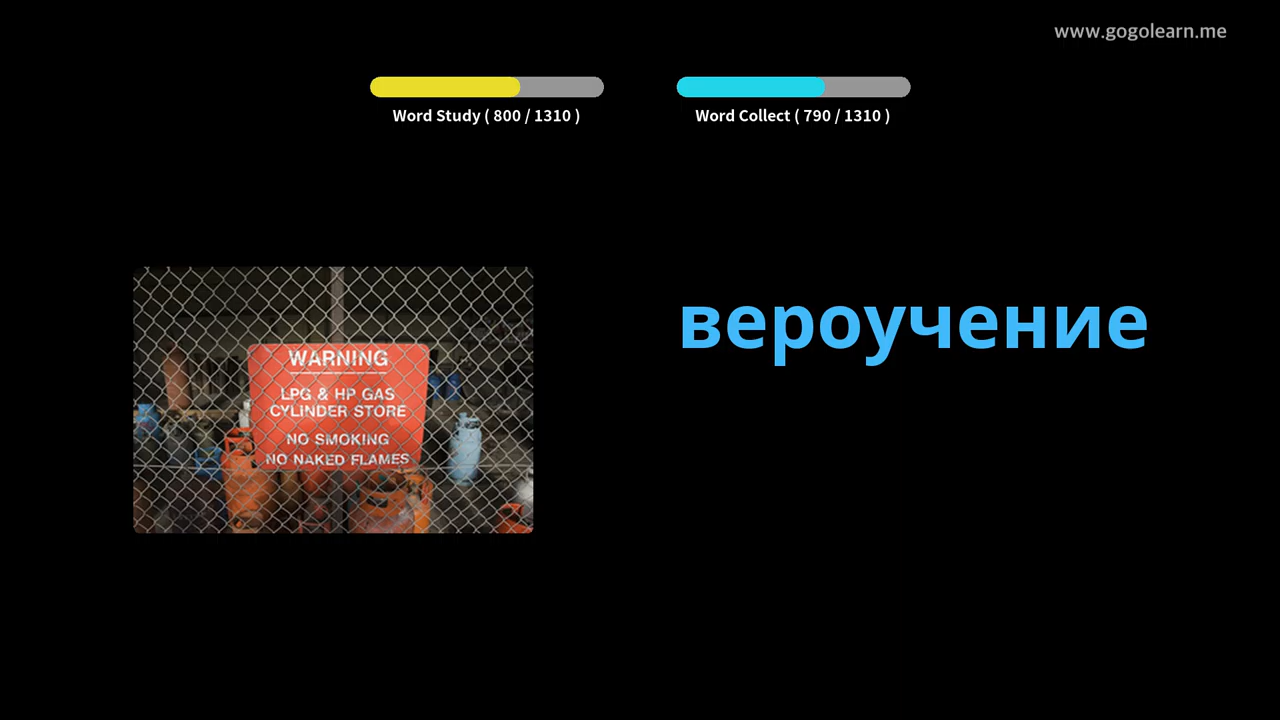 www.gogolearn.me
Word Study ( 800 / 1310 )
Word Collect ( 790 / 1310 )
вероучение
WARNING
LPG & HP GAS
CYLINDER STORE
NO SMOKING
NO NAKED FLAMES